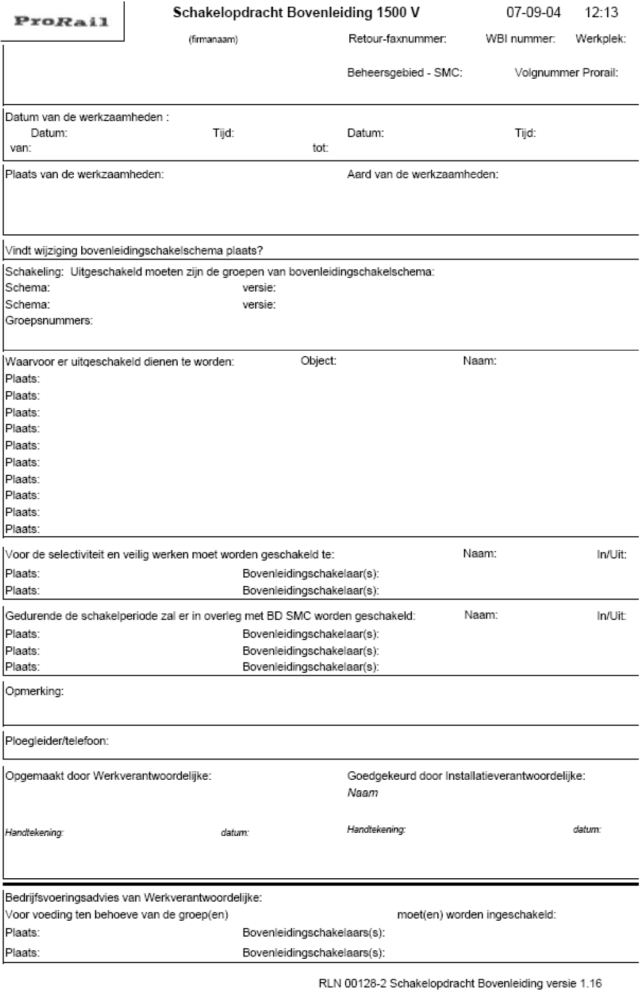 ProRail Schakelopdracht Bovenleiding 1500 V 07-09-04 12:13
(firmanaam) Retour-faxnummer: WBI nummer: Werkplek:
Beheersgebied - SMC: Volgnummer Prorail:
Datum van de werkzaamheden :
Datum: Tijd: Datum: Tijd:
van: tot:
Plaats van de werkzaamheden: Aard van de werkzaamheden:
Vindt wijziging bovenleidingschakelschema plaats?
Schakeling: Uitgeschakeld moeten zijn de groepen van bovenleidingschakelschema:
Schema: versie:
Schema: versie:
Groepsnummers:
Waarvoor er uitgeschakeld dienen te worden: Object: Naam:
Plaats:
Plaats:
Plaats:
Plaats:
Plaats:
Plaats:
Plaats:
Plaats:
Plaats:
Plaats:
Voor de selectiviteit en veilig werken moet worden geschakeld te: Naam: In/Uit:
Plaats: Bovenleidingschakelaar(s):
Plaats: Bovenleidingschakelaar(s):
Gedurende de schakelperiode zal er in overleg met BD SMC worden geschakeld: Naam: In/Uit:
Plaats: Bovenleidingschakelaar(s):
Plaats: Bovenleidingschakelaar(s):
Plaats: Bovenleidingschakelaar(s):
Opmerking:
Ploegleider/telefoon:
Opgemaakt door Werkverantwoordelijke: Goedgekeurd door Installatieverantwoordelijke:
Naam
Handtekening: datum: Handtekening: datum:
Bedrijfsvoeringsadvies van Werkverantwoordelijke:
Voor voeding ten behoeve van de groep(en) moet(en) worden ingeschakeld:
Plaats: Bovenleidingschakelaars(s):
Plaats: Bovenleidingschakelaars(s):
RLN 00128-2 Schakelopdracht Bovenleiding versie 1.16